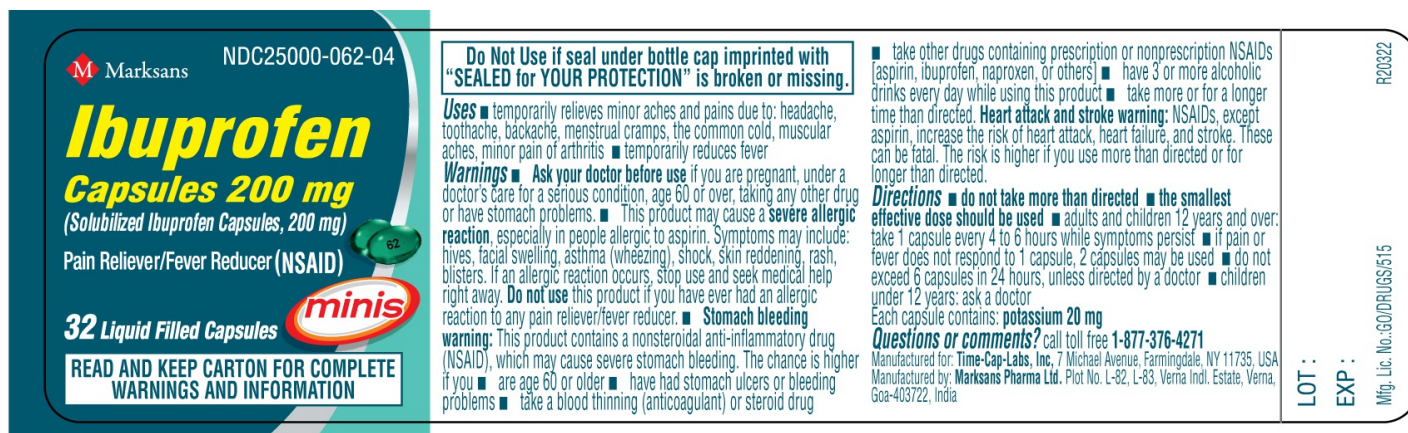 Marksans
NDC25000-062-04
Ibuprofen
Capsules 200 mg
(Solubilized Ibuprofen Capsules, 200 mg)
62
Pain Reliever/Fever Reducer (NSAID)
minis
32 Liquid Filled Capsules
READ AND KEEP CARTON FOR COMPLETE
WARNINGS AND INFORMATION
Do Not Use if seal under bottle cap imprinted with
“SEALED for YOUR PROTECTION” is broken or missing.
Uses ■ temporarily relieves minor aches and pains due to: headache,
toothache, backache, menstrual cramps, the common cold, muscular
aches, minor pain of arthritis ■ temporarily reduces fever
Warnings ■ Ask your doctor before use if you are pregnant, under a
doctor's care for a serious condition, age 60 or over, taking any other drug
or have stomach problems. ■ This product may cause a severe allergic
reaction, especially in people allergic to aspirin. Symptoms may include:
hives, facial swelling, asthma (wheezing), shock, skin reddening, rash,
blisters. If an allergic reaction occurs, stop use and seek medical help
right away. Do not use this product if you have ever had an allergic
reaction to any pain reliever/fever reducer. ■ Stomach bleeding
warning: This product contains a nonsteroidal anti-inflammatory drug
(NSAID), which may cause severe stomach bleeding. The chance is higher
if you ■ are age 60 or older ■ have had stomach ulcers or bleeding
problems ■ take a blood thinning (anticoagulant) or steroid drug
■ take other drugs containing prescription or nonprescription NSAIDs
[aspirin, ibuprofen, naproxen, or others] ■ have 3 or more alcoholic
drinks every day while using this product ■ take more or for a longer
time than directed. Heart attack and stroke warning: NSAIDs, except
aspirin, increase the risk of heart attack, heart failure, and stroke. These
can be fatal. The risk is higher if you use more than directed or for
longer than directed.
Directions ■ do not take more than directed ■ the smallest
effective dose should be used ■ adults and children 12 years and over:
take 1 capsule every 4 to 6 hours while symptoms persist ■ if pain or
fever does not respond to 1 capsule, 2 capsules may be used ■ do not
exceed 6 capsules in 24 hours, unless directed by a doctor ■ children
under 12 years: ask a doctor
Each capsule contains: potassium 20 mg
Questions or comments? call toll free 1-877-376-4271
Manufactured for: Time-Cap-Labs, Inc, 7 Michael Avenue, Farmingdale, NY 11735, USA
Manufactured by: Marksans Pharma Ltd. Plot No. L-82, L-83, Verna Indl. Estate, Verna,
Goa-403722, India
LOT :
EXP :
Mfg. Lic. No.:GO/DRUGS/515
R20322